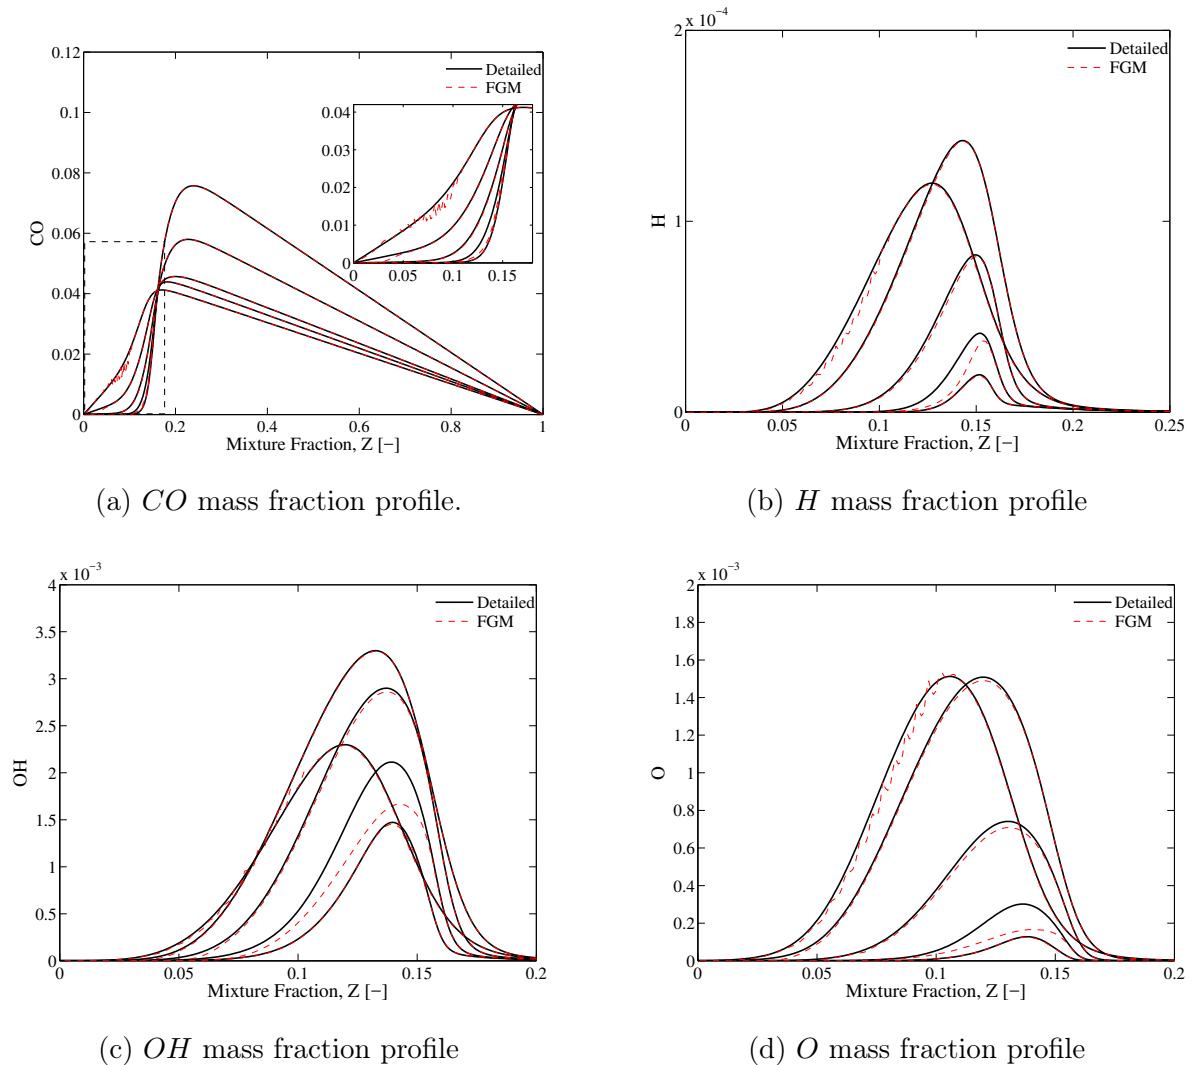 0.12
0.1
0.08
0.06
0.04
0.02
0
CO
Detailed
FGM
0.04
0.03
0.02
0.01
0
0 0.05 0.1 0.15
0 0.2 0.4 0.6 0.8 1
Mixture Fraction, Z [−]
(a) CO mass fraction profile.
x 10⁻⁴
2
1
0
H
Detailed
FGM
0 0.05 0.1 0.15 0.2 0.25
Mixture Fraction, Z [−]
(b) H mass fraction profile
x 10⁻³
4
3.5
3
2.5
2
1.5
1
0.5
0
OH
Detailed
FGM
0 0.05 0.1 0.15 0.2
Mixture Fraction, Z [−]
(c) OH mass fraction profile
x 10⁻³
2
1.8
1.6
1.4
1.2
1
0.8
0.6
0.4
0.2
0
O
Detailed
FGM
0 0.05 0.1 0.15 0.2
Mixture Fraction, Z [−]
(d) O mass fraction profile